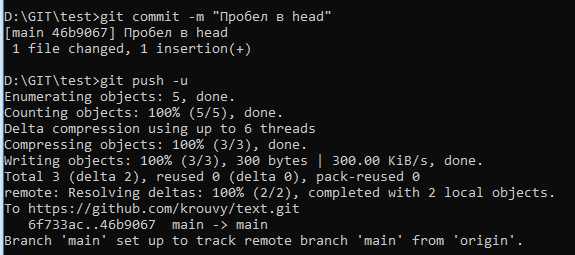 D:\GIT\test>git commit -m "Пробел в head"
[main 46b9067] Пробел в head
 1 file changed, 1 insertion(+)
D:\GIT\test>git push -u
Enumerating objects: 5, done.
Counting objects: 100% (5/5), done.
Delta compression using up to 6 threads
Compressing objects: 100% (3/3), done.
Writing objects: 100% (3/3), 300 bytes | 300.00 KiB/s, done.
Total 3 (delta 2), reused 0 (delta 0), pack-reused 0
remote: Resolving deltas: 100% (2/2), completed with 2 local objects.
To https://github.com/krouvy/text.git
   6f733ac..46b9067  main -> main
Branch 'main' set up to track remote branch 'main' from 'origin'.